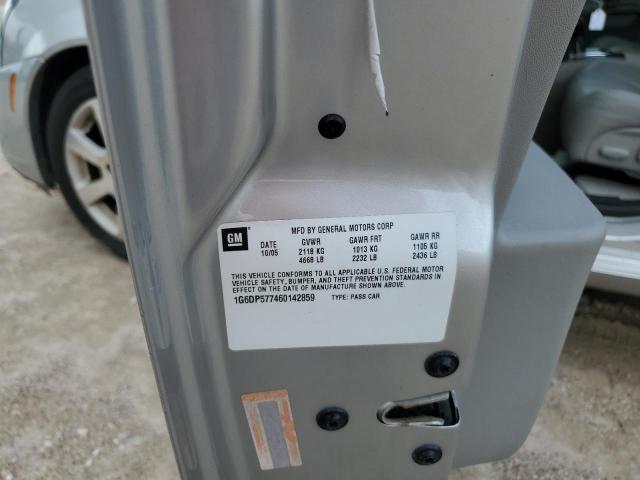 GM
MFD BY GENERAL MOTORS CORP
DATE GVWR GAWR FRT GAWR RR
10/05 2118 KG 1013 KG 1105 KG
4668 LB 2232 LB 2436 LB
THIS VEHICLE CONFORMS TO ALL APPLICABLE U.S. FEDERAL MOTOR
VEHICLE SAFETY, BUMPER, AND THEFT PREVENTION STANDARDS IN
EFFECT ON THE DATE OF MANUFACTURE SHOWN ABOVE.
1G6DP577460142859 TYPE: PASS CAR